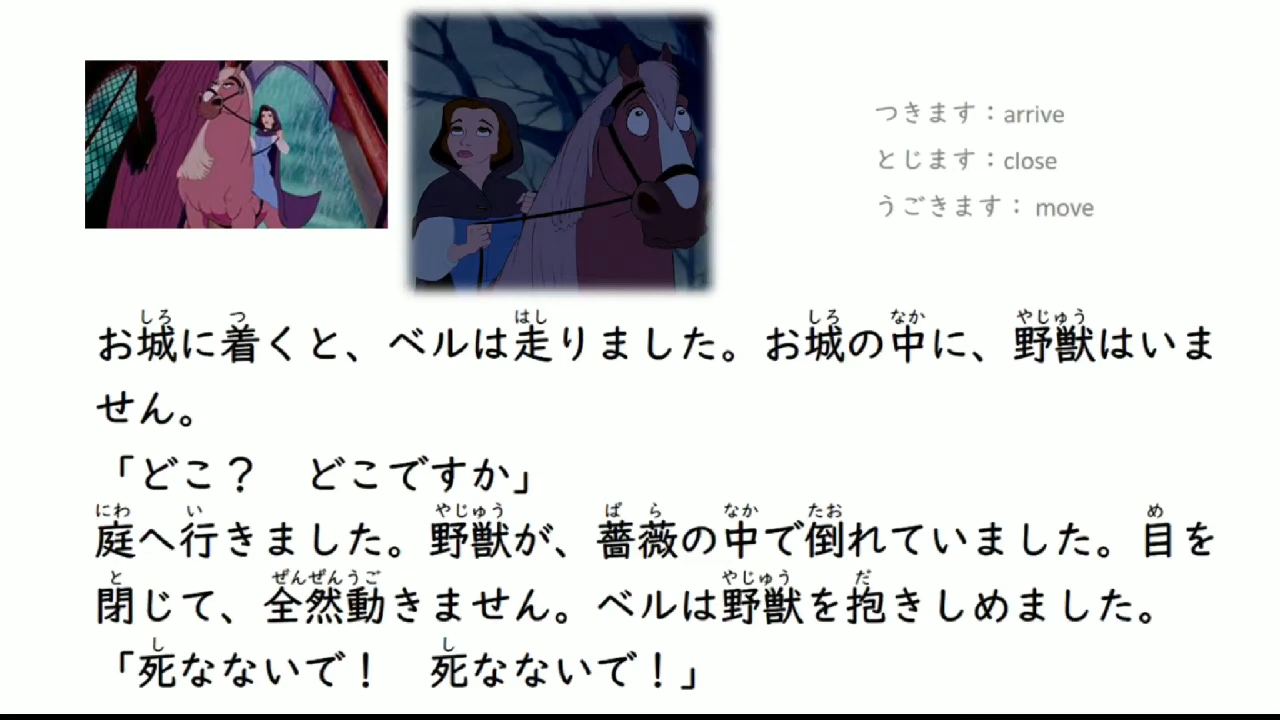 つきます：arrive
とじます：close
うごきます： move
お城に着くと、ベルは走りました。お城の中に、野獣はいま
せん。
「どこ？　どこですか」
庭へ行きました。野獣が、薔薇の中で倒れていました。目を
閉じて、全然動きません。ベルは野獣を抱きしめました。
「死なないで！　死なないで！」